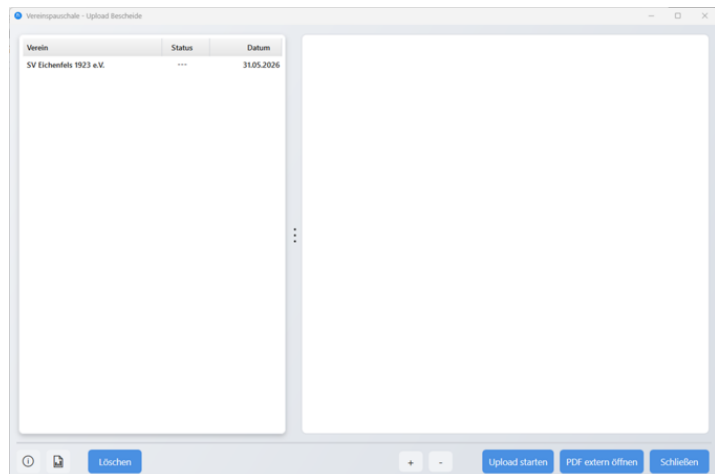 Vereinspauschale - Upload Bescheide
Verein Status Datum
SV Eichenfels 1923 e.V. --- 31.05.2026
+ -
Löschen Upload starten PDF extern öffnen Schließen